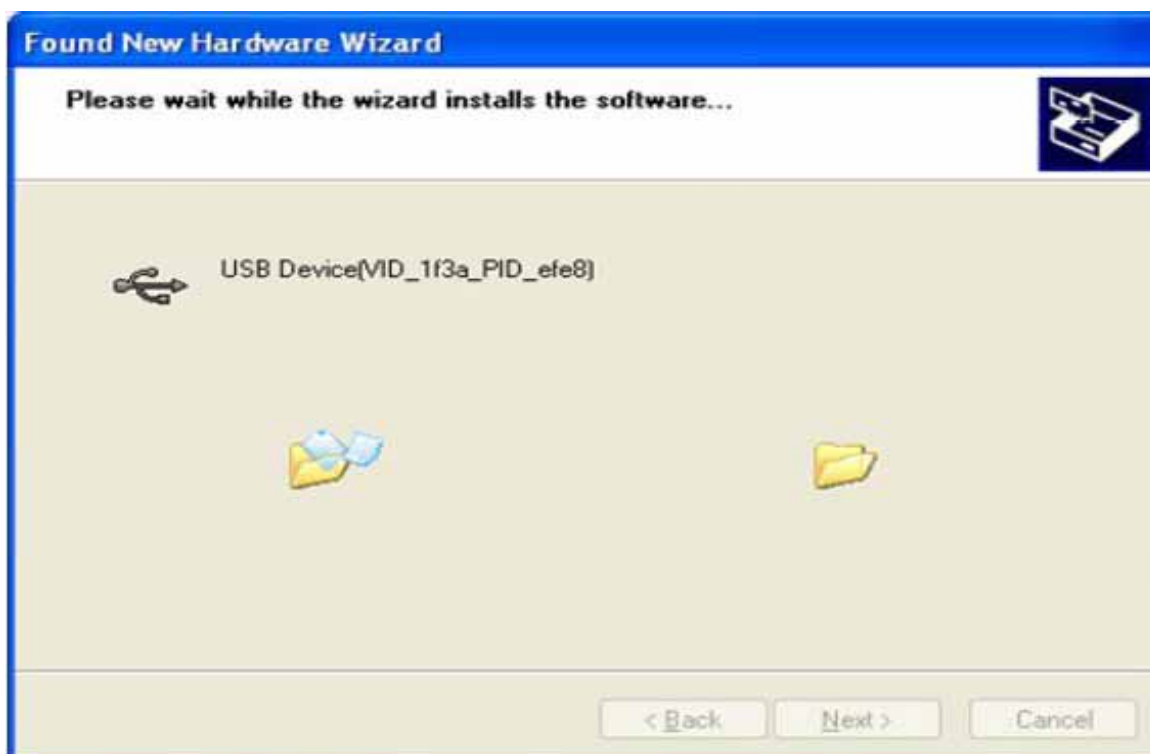 Found New Hardware Wizard
Please wait while the wizard installs the software...
USB Device(VID_1f3a_PID_efe8)
< Back
Next >
Cancel